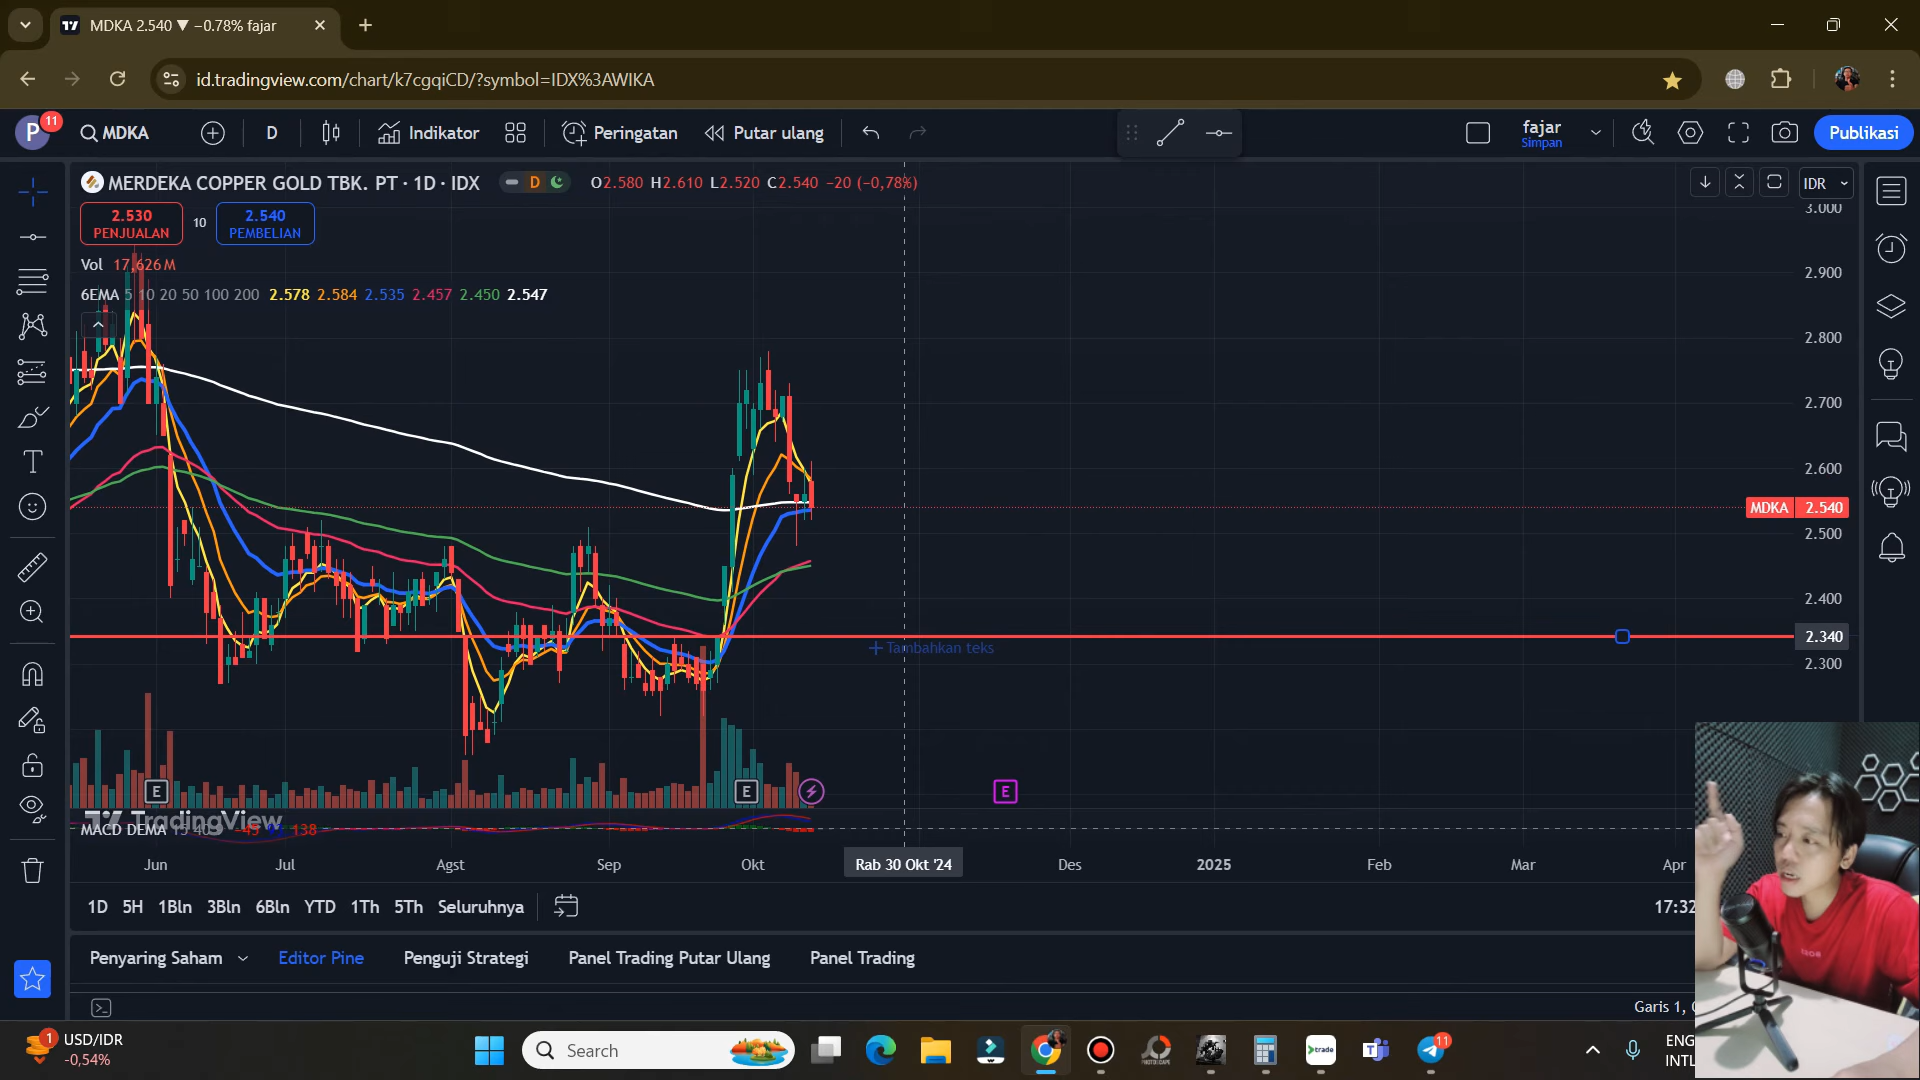 MDKA 2.540 ▼ −0.78% fajar
id.tradingview.com/chart/k7cgqiCD/?symbol=IDX%3AWIKA
P 11 MDKA D Indikator Peringatan Putar ulang fajar Simpan Publikasi
MERDEKA COPPER GOLD TBK. PT · 1D · IDX D O2.580 H2.610 L2.520 C2.540 −20 (−0,78%) IDR
2.530 PENJUALAN 10 2.540 PEMBELIAN
Vol 17,626 M
6EMA 5 10 20 50 100 200 2.578 2.584 2.535 2.457 2.450 2.547
3.000
2.900
2.800
2.700
2.600
MDKA 2.540
2.500
2.400
2.340
2.300
Tambahkan teks
E E E
TradingView
MACD DEMA
138
Jun Jul Agst Sep Okt Rab 30 Okt '24 Des 2025 Feb Mar Apr
1D 5H 1Bln 3Bln 6Bln YTD 1Th 5Th Seluruhnya 17:32
Penyaring Saham Editor Pine Penguji Strategi Panel Trading Putar Ulang Panel Trading
Garis 1,
1 USD/IDR
-0,54%
Search
trade
11
ENG
INTL